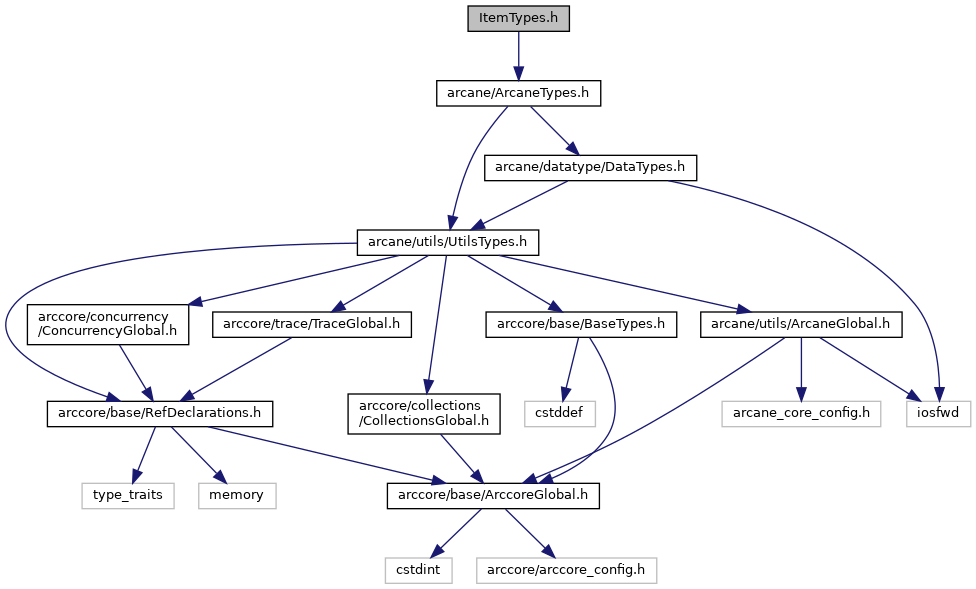 ItemTypes.h
arcane/ArcaneTypes.h
arcane/datatype/DataTypes.h
arcane/utils/UtilsTypes.h
arccore/concurrency
/ConcurrencyGlobal.h
arccore/trace/TraceGlobal.h
arccore/base/BaseTypes.h
arcane/utils/ArcaneGlobal.h
arccore/base/RefDeclarations.h
arccore/collections
/CollectionsGlobal.h
cstddef
arcane_core_config.h
iosfwd
type_traits
memory
arccore/base/ArccoreGlobal.h
cstdint
arccore/arccore_config.h